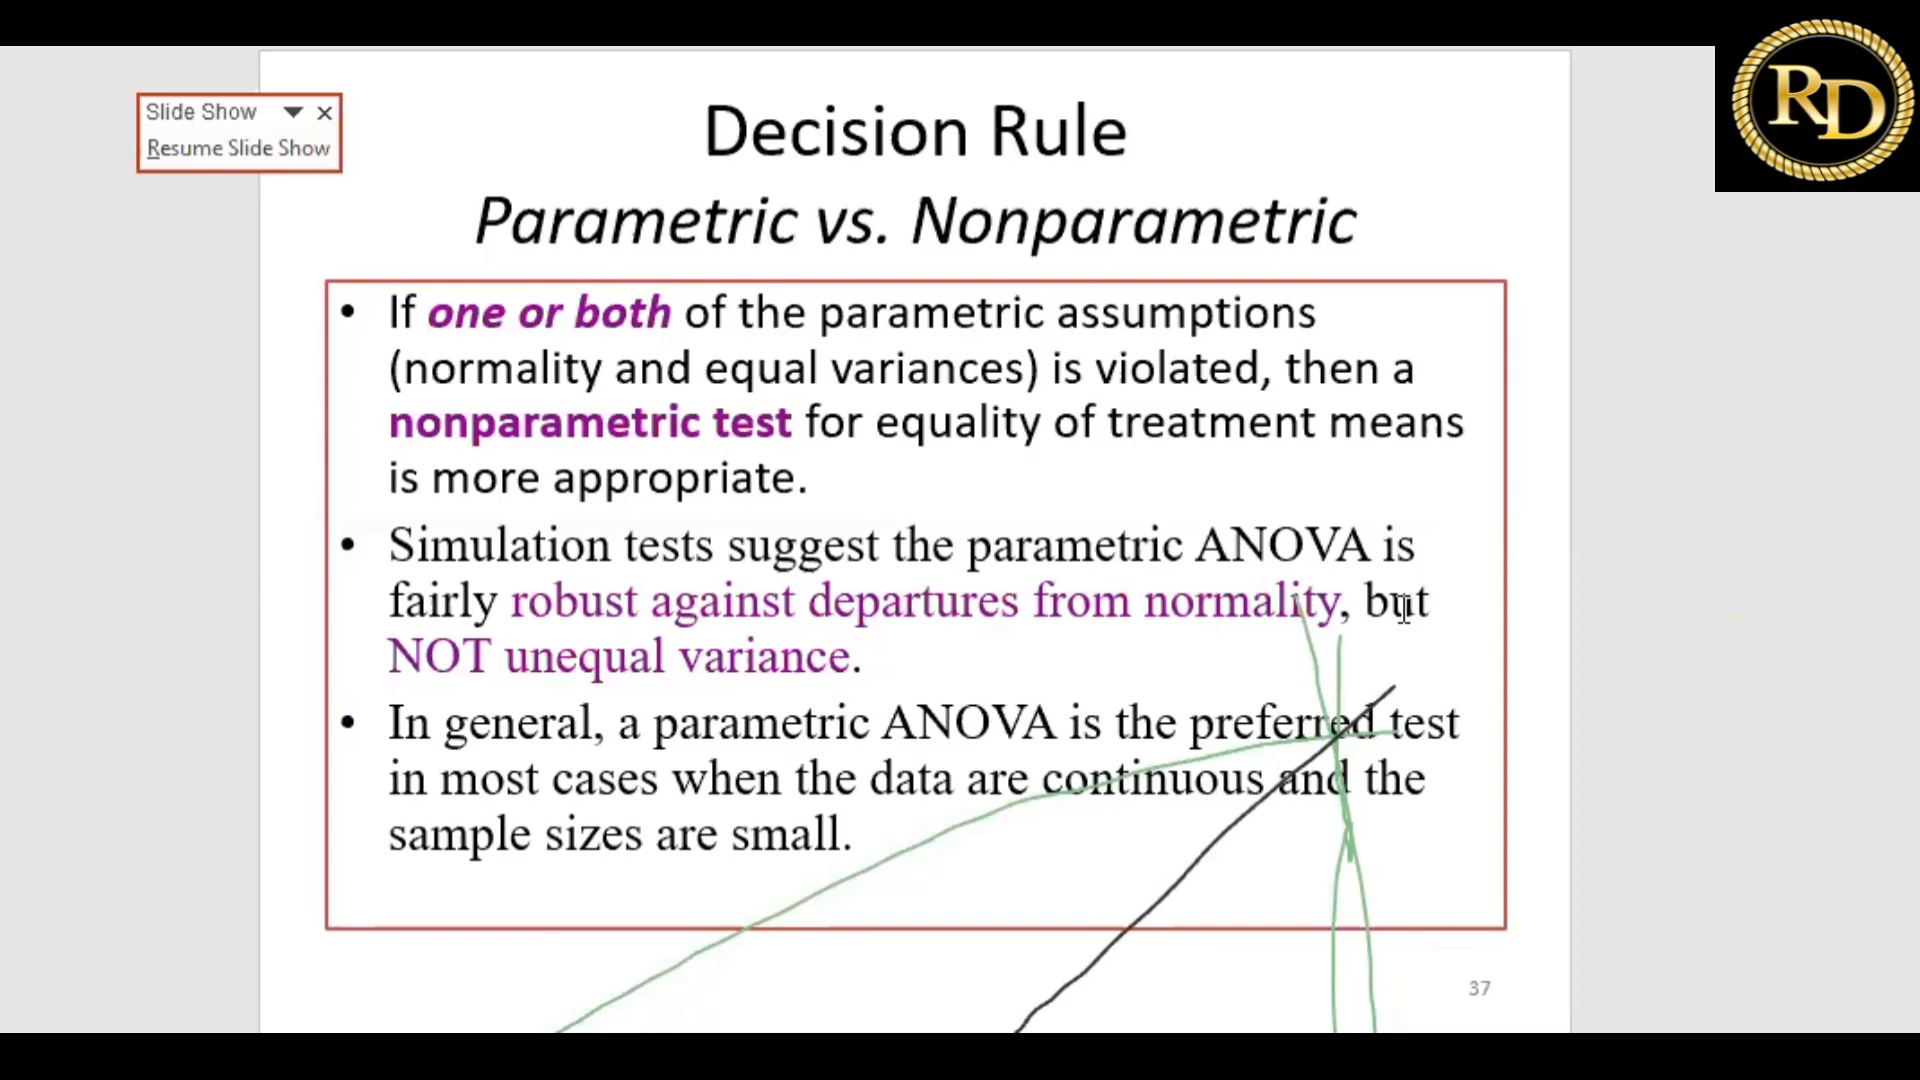 Slide Show
Resume Slide Show
RD
Decision Rule
Parametric vs. Nonparametric
• If one or both of the parametric assumptions
(normality and equal variances) is violated, then a
nonparametric test for equality of treatment means
is more appropriate.
• Simulation tests suggest the parametric ANOVA is
fairly robust against departures from normality, but
NOT unequal variance.
• In general, a parametric ANOVA is the preferred test
in most cases when the data are continuous and the
sample sizes are small.
37